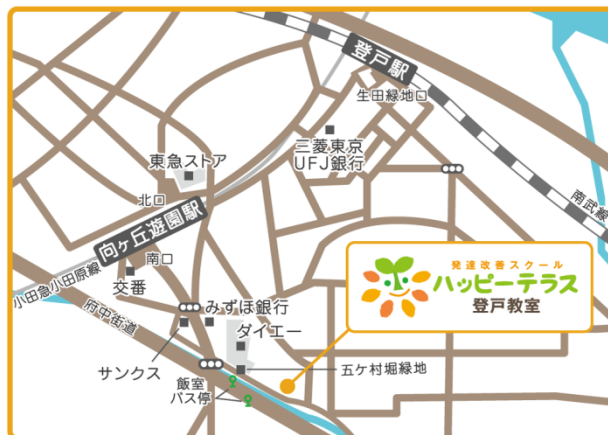 登戸駅
生田緑地口
三菱東京
UFJ銀行
東急ストア
北口
向ヶ丘遊園駅
南武線
南口
小田急小田原線
交番
発達改善スクール
ハッピーテラス
登戸教室
府中街道
みずほ銀行
ダイエー
サンクス
五ケ村堀緑地
飯室
バス停